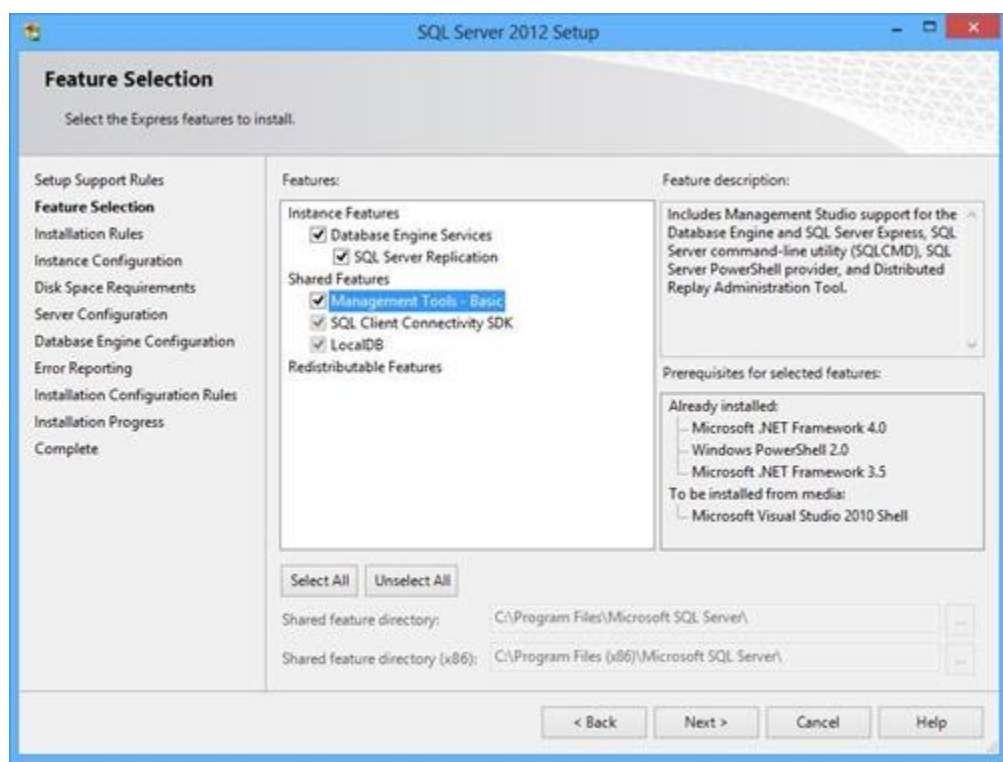 SQL Server 2012 Setup
Feature Selection
Select the Express features to install.
Setup Support Rules
Feature Selection
Installation Rules
Instance Configuration
Disk Space Requirements
Server Configuration
Database Engine Configuration
Error Reporting
Installation Configuration Rules
Installation Progress
Complete
Features:
Instance Features
Database Engine Services
SQL Server Replication
Shared Features
Management Tools - Basic
SQL Client Connectivity SDK
LocalDB
Redistributable Features
Feature description:
Includes Management Studio support for the
Database Engine and SQL Server Express, SQL
Server command-line utility (SQLCMD), SQL
Server PowerShell provider, and Distributed
Replay Administration Tool.
Prerequisites for selected features:
Already installed:
Microsoft .NET Framework 4.0
Windows PowerShell 2.0
Microsoft .NET Framework 3.5
To be installed from media:
Microsoft Visual Studio 2010 Shell
Select All
Unselect All
Shared feature directory:
C:\Program Files\Microsoft SQL Server\
...
Shared feature directory (x86):
C:\Program Files (x86)\Microsoft SQL Server\
...
< Back
Next >
Cancel
Help